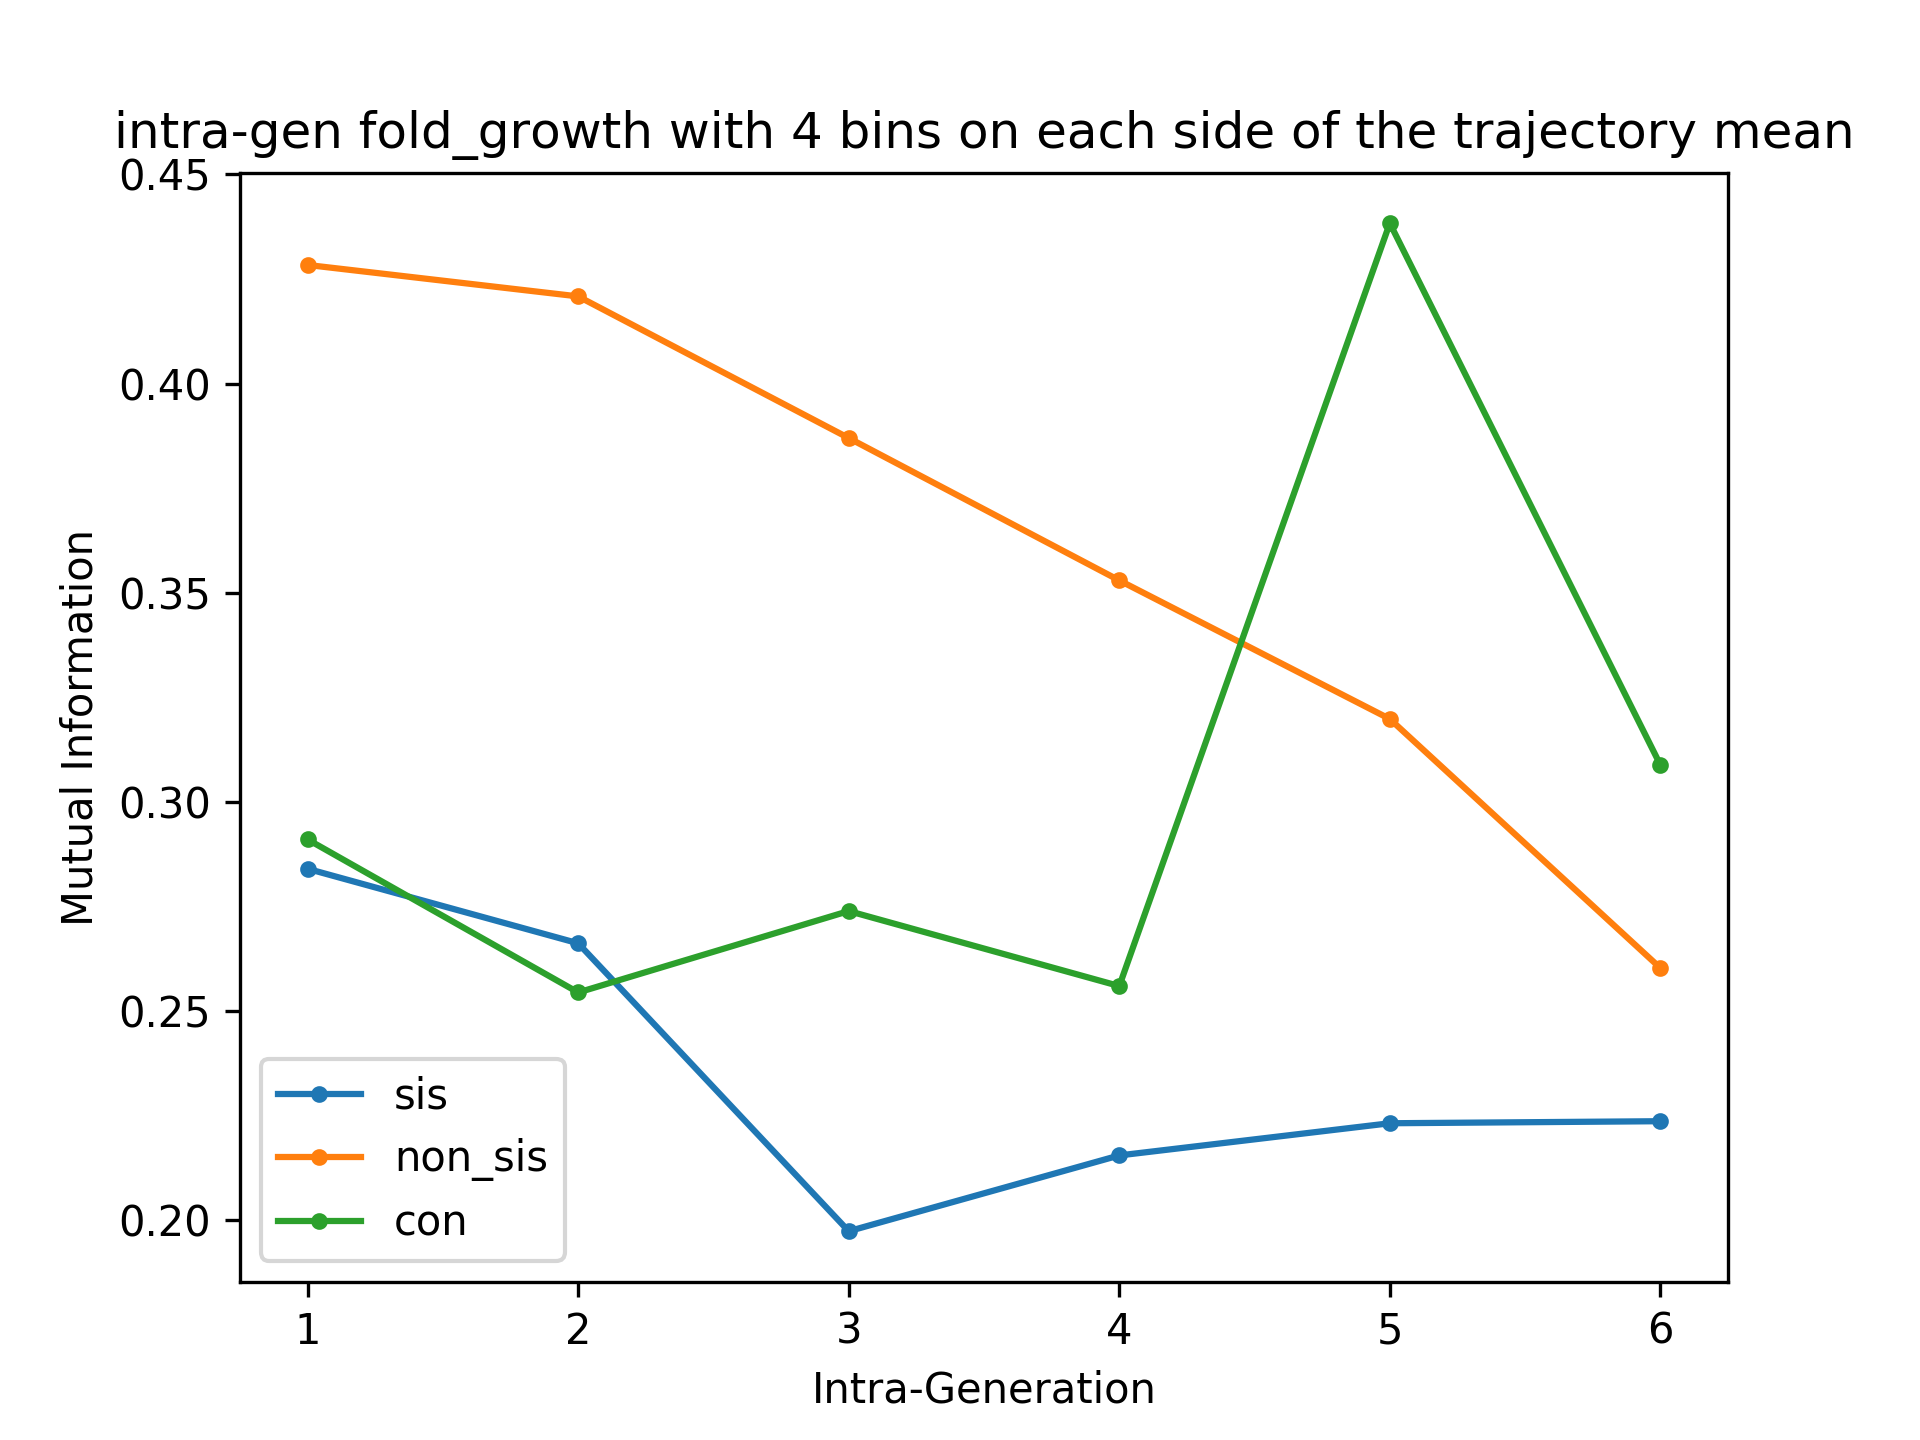 intra-gen fold_growth with 4 bins on each side of the trajectory mean
0.45
0.40
0.35
0.30
0.25
0.20
Mutual Information
sis
non_sis
con
1 2 3 4 5 6
Intra-Generation